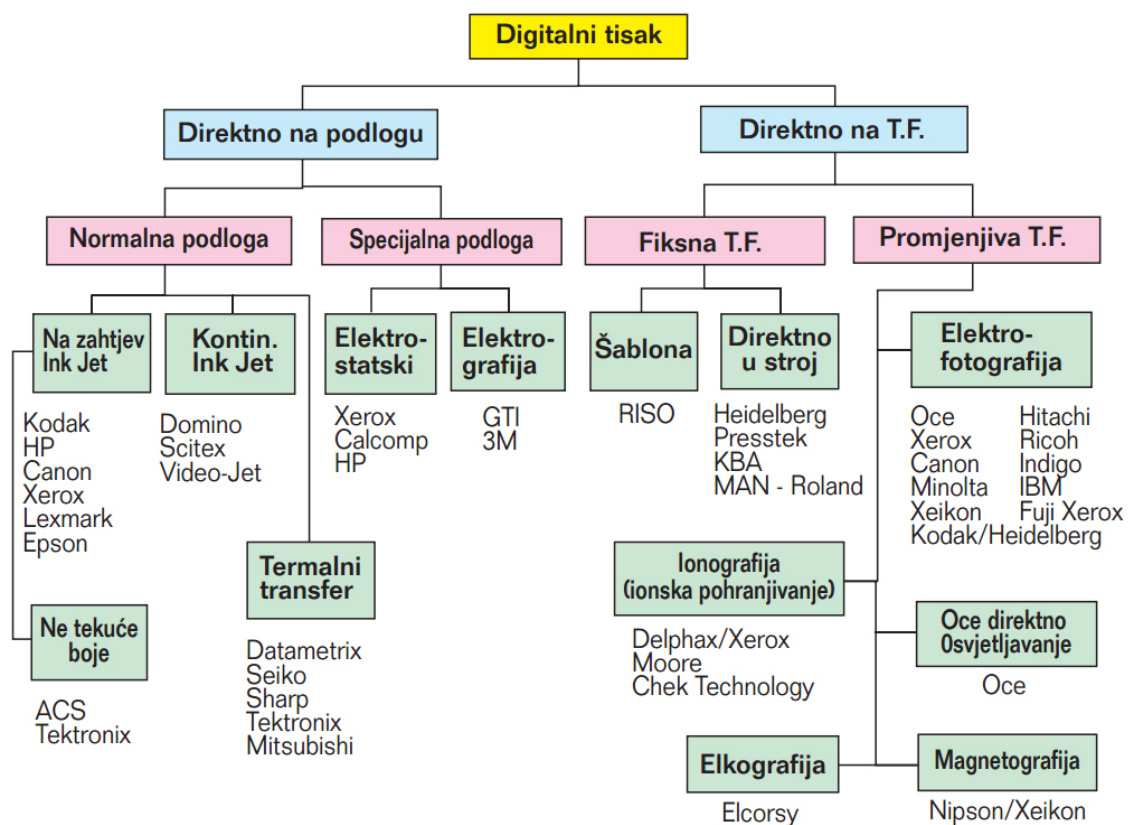 Digitalni tisak
Direktno na podlogu
Direktno na T.F.
Normalna podloga
Specijalna podloga
Fiksna T.F.
Promjenjiva T.F.
Na zahtjev
Ink Jet
Kodak
HP
Canon
Xerox
Lexmark
Epson
Kontin.
Ink Jet
Domino
Scitex
Video-Jet
Elektro-
statski
Xerox
Calcomp
HP
Elektro-
grafija
GTI
3M
Šablona
RISO
Direktno
u stroj
Heidelberg
Presstek
KBA
MAN - Roland
Elektro-
fotografija
Oce Hitachi
Xerox Ricoh
Canon Indigo
Minolta IBM
Xeikon Fuji Xerox
Kodak/Heidelberg
Ne tekuće
boje
ACS
Tektronix
Termalni
transfer
Datametrix
Seiko
Sharp
Tektronix
Mitsubishi
Ionografija
(ionska pohranjivanje)
Delphax/Xerox
Moore
Chek Technology
Oce direktno
0svjetljavanje
Oce
Elkografija
Elcorsy
Magnetografija
Nipson/Xeikon